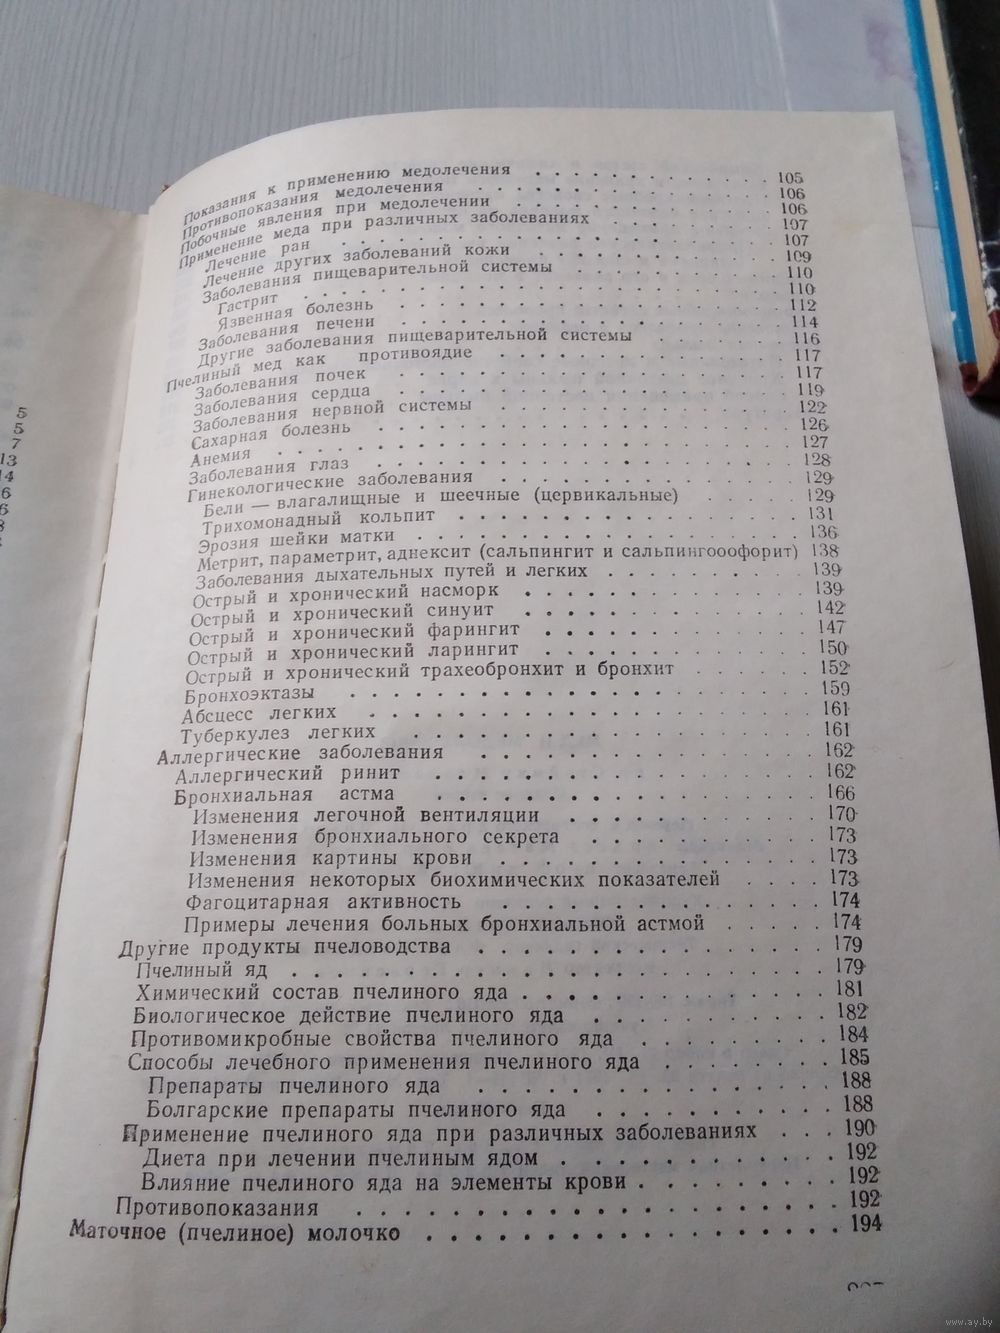 Показания к применению медолечения . . . . . . . . . . . . 105
Противопоказания медолечения . . . . . . . . . . . . . . 106
Побочные явления при медолечении . . . . . . . . . . . . 106
Применение меда при различных заболеваниях . . . . . . . . 107
Лечение ран . . . . . . . . . . . . . . . . . . 107
Лечение других заболеваний кожи . . . . . . . . . . . 109
Заболевания пищеварительной системы . . . . . . . . . . 110
Гастрит . . . . . . . . . . . . . . . . . . . 110
Язвенная болезнь . . . . . . . . . . . . . . . . 112
Заболевания печени . . . . . . . . . . . . . . . . 114
Другие заболевания пищеварительной системы . . . . . . . 116
Пчелиный мед как противоядие . . . . . . . . . . . . . 117
Заболевания почек . . . . . . . . . . . . . . . . 117
Заболевания сердца . . . . . . . . . . . . . . . . 119
Заболевания нервной системы . . . . . . . . . . . . . 122
Сахарная болезнь . . . . . . . . . . . . . . . . . 126
Анемия . . . . . . . . . . . . . . . . . . . . 127
Заболевания глаз . . . . . . . . . . . . . . . . . 128
Гинекологические заболевания . . . . . . . . . . . . . 129
Бели — влагалищные и шеечные (цервикальные) . . . . . 129
Трихомонадный кольпит . . . . . . . . . . . . . . . 131
Эрозия шейки матки . . . . . . . . . . . . . . . . 136
Метрит, параметрит, аднексит (сальпингит и сальпингоофорит) 138
Заболевания дыхательных путей и легких . . . . . . . . . 139
Острый и хронический насморк . . . . . . . . . . . . 139
Острый и хронический синуит . . . . . . . . . . . . 142
Острый и хронический фарингит . . . . . . . . . . . . 147
Острый и хронический ларингит . . . . . . . . . . . . 150
Острый и хронический трахеобронхит и бронхит . . . . . . 152
Бронхоэктазы . . . . . . . . . . . . . . . . . . 159
Абсцесс легких . . . . . . . . . . . . . . . . . . 161
Туберкулез легких . . . . . . . . . . . . . . . . . 161
Аллергические заболевания . . . . . . . . . . . . . . 162
Аллергический ринит . . . . . . . . . . . . . . . . 162
Бронхиальная астма . . . . . . . . . . . . . . . . 166
Изменения легочной вентиляции . . . . . . . . . . . 170
Изменения бронхиального секрета . . . . . . . . . . 173
Изменения картины крови . . . . . . . . . . . . . 173
Изменения некоторых биохимических показателей . . . . 173
Фагоцитарная активность . . . . . . . . . . . . . 174
Примеры лечения больных бронхиальной астмой . . . . . 174
Другие продукты пчеловодства . . . . . . . . . . . . . . 179
Пчелиный яд . . . . . . . . . . . . . . . . . . . 179
Химический состав пчелиного яда . . . . . . . . . . . . . 181
Биологическое действие пчелиного яда . . . . . . . . . . 182
Противомикробные свойства пчелиного яда . . . . . . . . 184
Способы лечебного применения пчелиного яда . . . . . . . 185
Препараты пчелиного яда . . . . . . . . . . . . . . 188
Болгарские препараты пчелиного яда . . . . . . . . . . 188
Применение пчелиного яда при различных заболеваниях . . . 190
Диета при лечении пчелиным ядом . . . . . . . . . . . 192
Влияние пчелиного яда на элементы крови . . . . . . . . 192
Противопоказания . . . . . . . . . . . . . . . . . 192
Маточное (пчелиное) молочко . . . . . . . . . . . . . . 194
5
5
7
13
14
www.ay.by